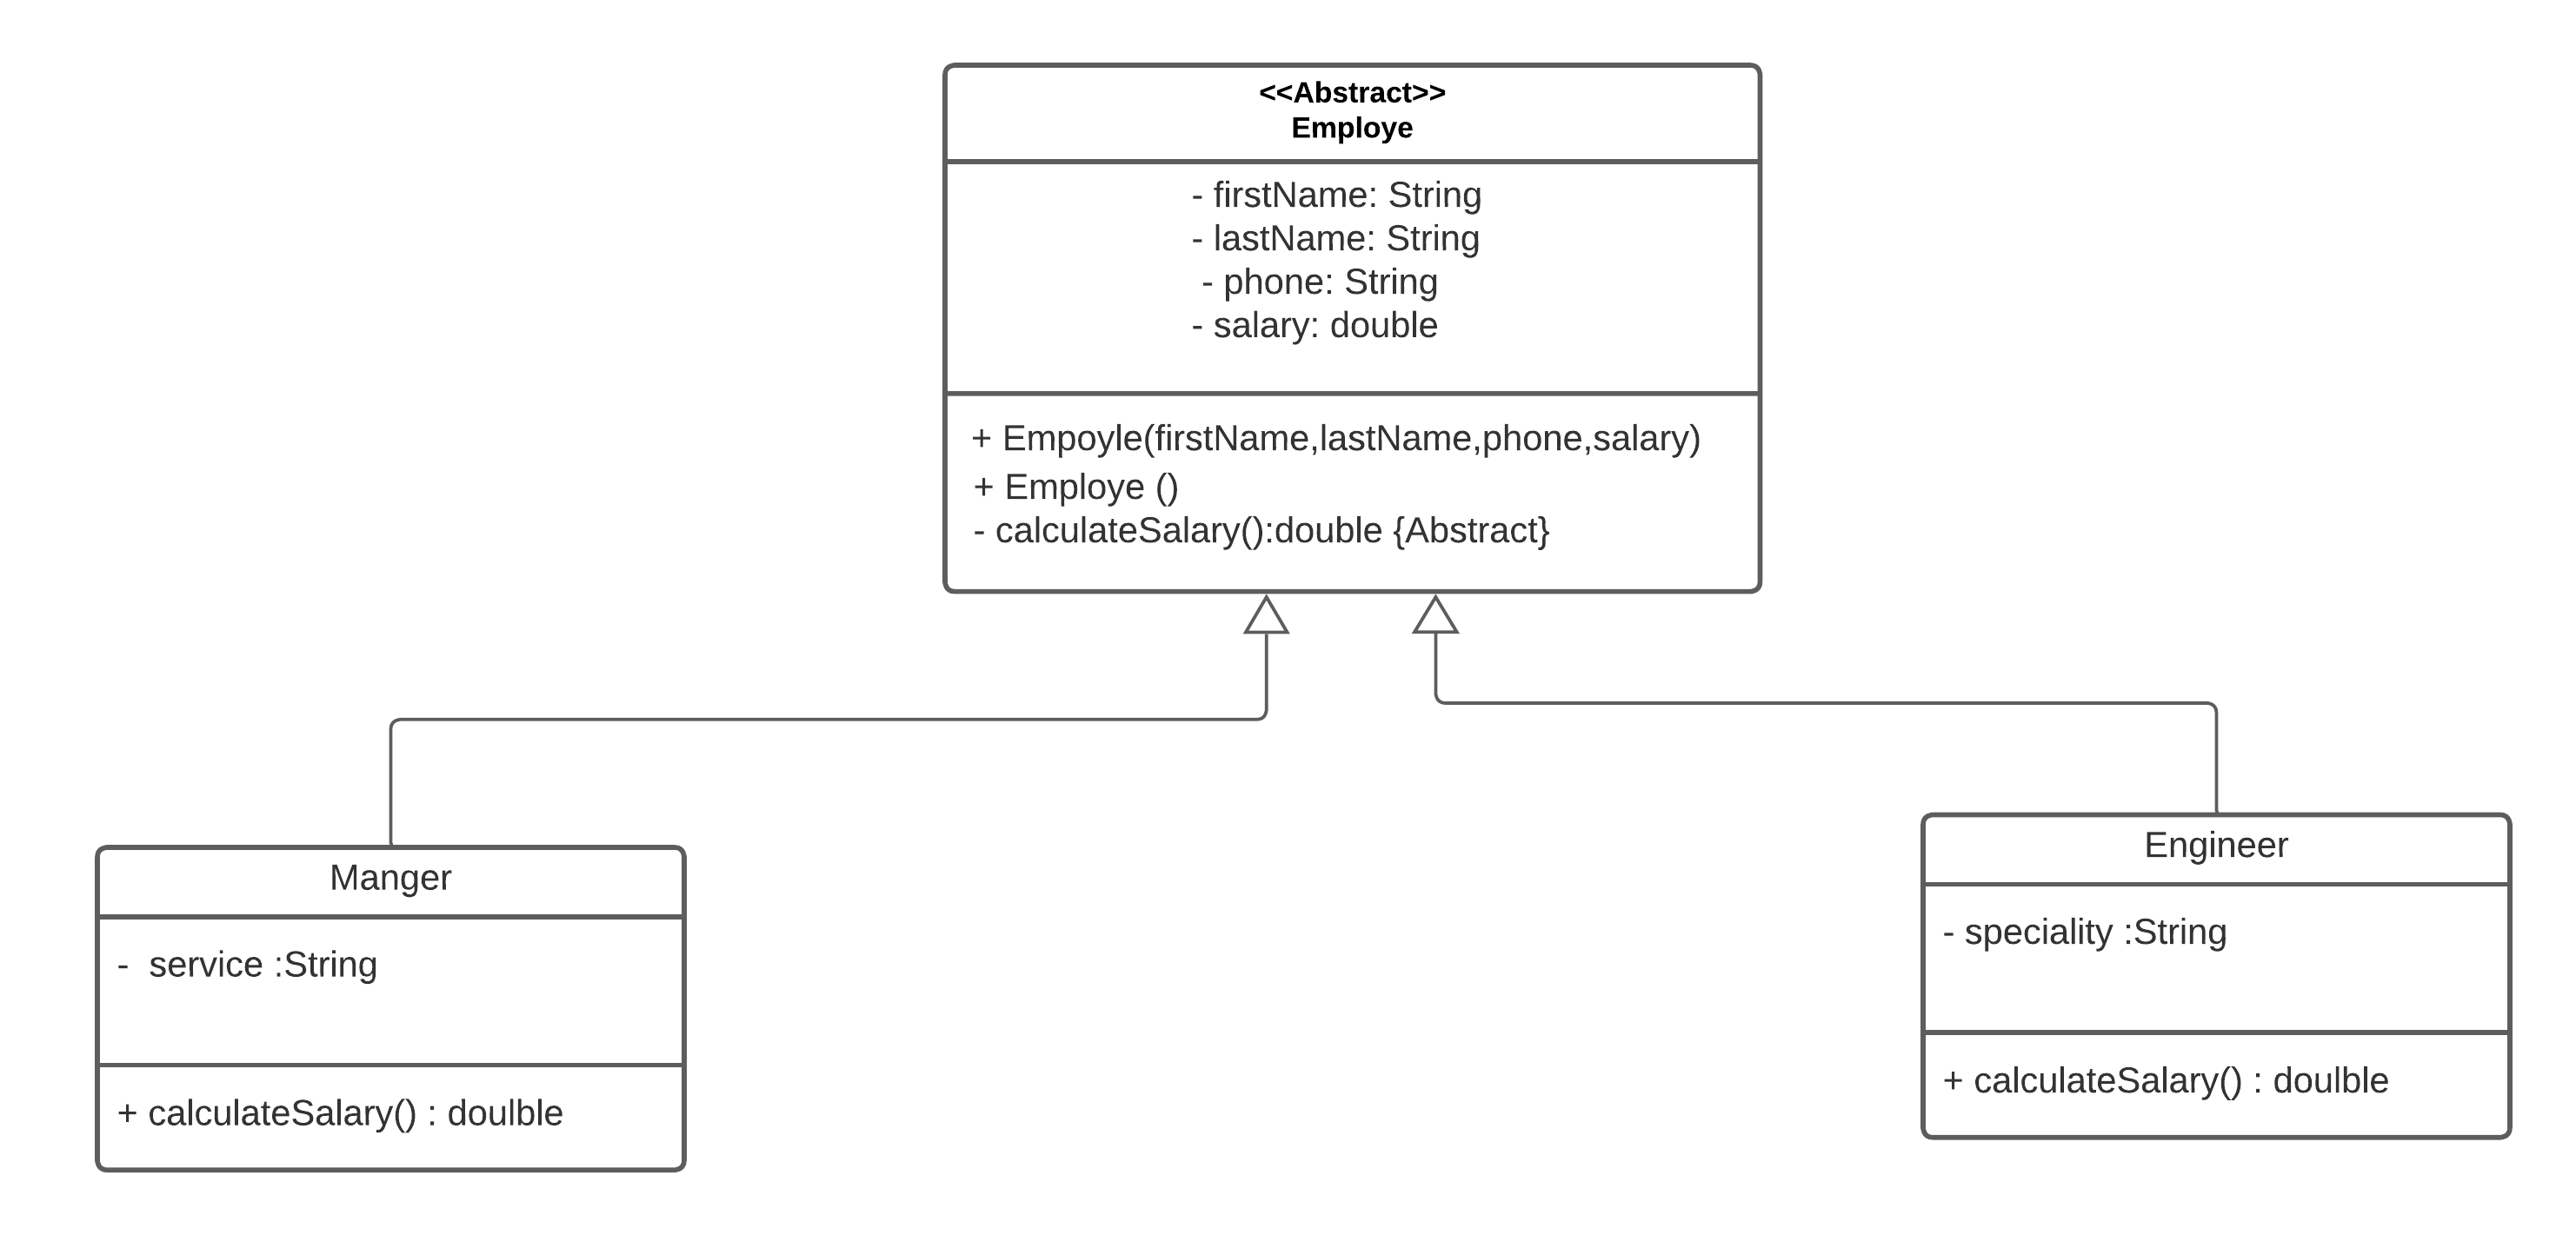 <<Abstract>>
Employe
- firstName: String
- lastName: String
- phone: String
- salary: double
+ Empoyle(firstName,lastName,phone,salary)
+ Employe ()
- calculateSalary():double {Abstract}
Manger
-  service :String
+ calculateSalary() : doulble
Engineer
- speciality :String
+ calculateSalary() : doulble